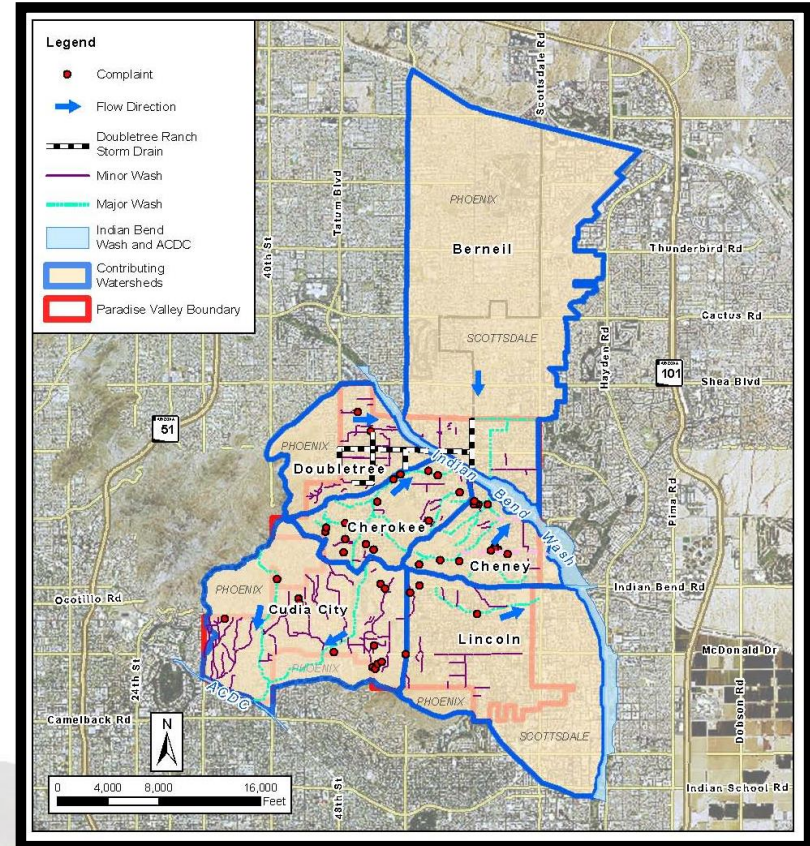 Legend
Complaint
Flow Direction
Doubletree Ranch
Storm Drain
Minor Wash
Major Wash
Indian Bend
Wash and ACDC
Contributing
Watersheds
Paradise Valley Boundary
Scottsdale Rd
Tatum Blvd
40th St
PHOENIX
Berneil
Thunderbird Rd
Cactus Rd
SCOTTSDALE
Hayden Rd
ARIZONA
101
Shea Blvd
ARIZONA
51
PHOENIX
Doubletree
Indian Bend Wash
Pima Rd
Cherokee
Cheney
PHOENIX
Indian Bend Rd
Ocotillo Rd
Cudia City
Lincoln
McDonald Dr
24th St
PHOENIX
ACDC
PHOENIX
Dobson Rd
Camelback Rd
N
SCOTTSDALE
48th St
Indian School Rd
0 4,000 8,000 16,000
Feet